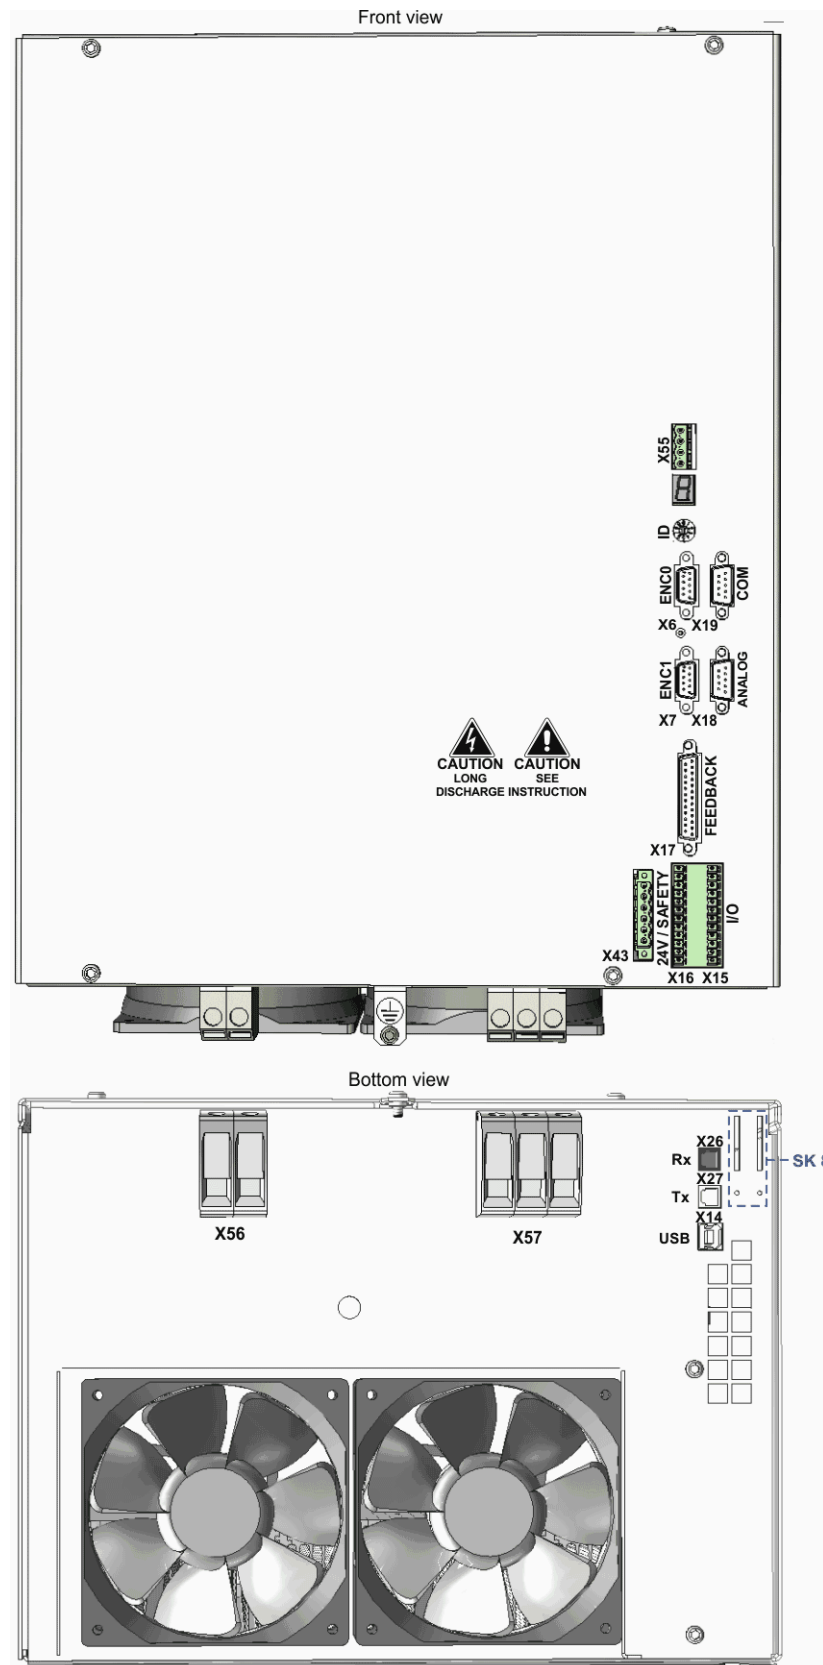 Front view
X55
ID
ENC0
COM
X6
X19
ENC1
ANALOG
X7
X18
CAUTION
LONG
DISCHARGE
CAUTION
SEE
INSTRUCTION
FEEDBACK
X17
24V / SAFETY
I/O
X43
X16
X15
Bottom view
X56
X57
X26
Rx
X27
Tx
X14
USB
SK